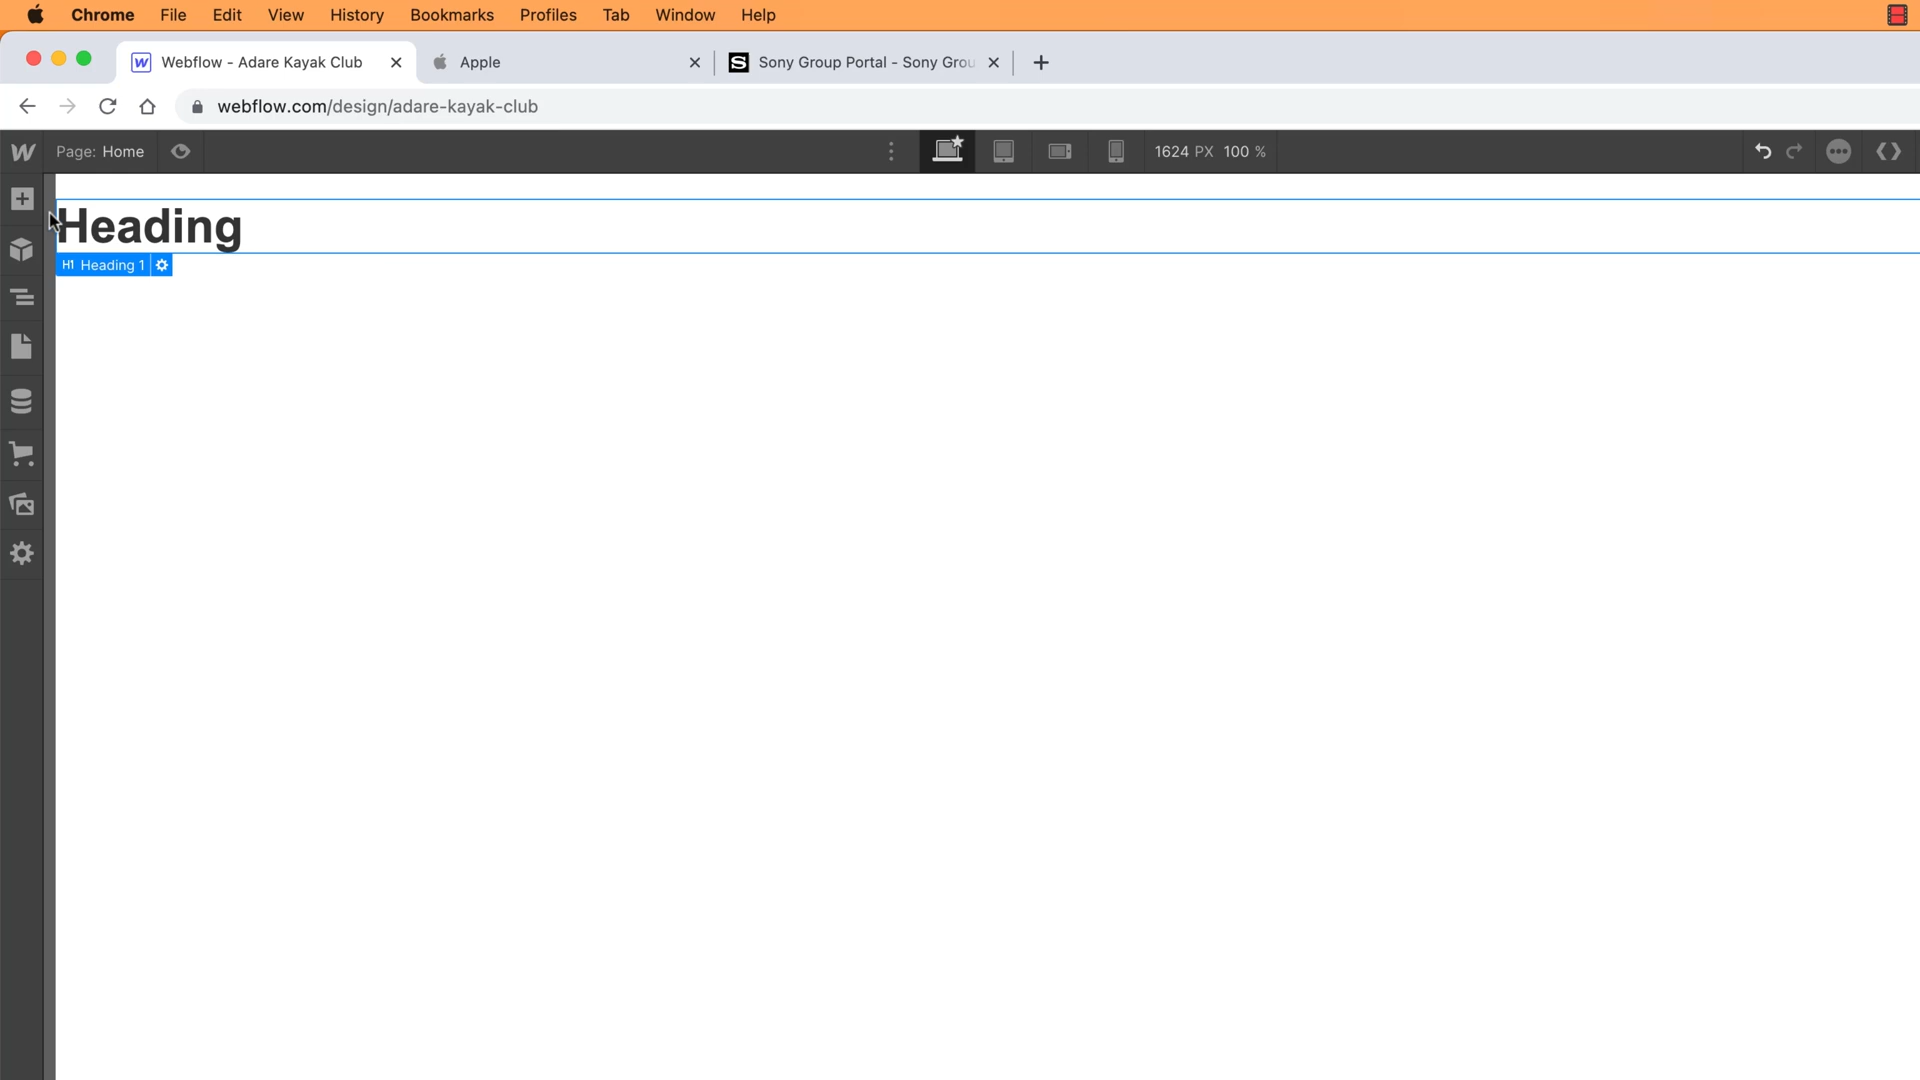 Chrome File Edit View History Bookmarks Profiles Tab Window Help
Webflow - Adare Kayak Club Apple Sony Group Portal - Sony Grou
webflow.com/design/adare-kayak-club
Page: Home 1624 PX 100 %
Heading
H1 Heading 1